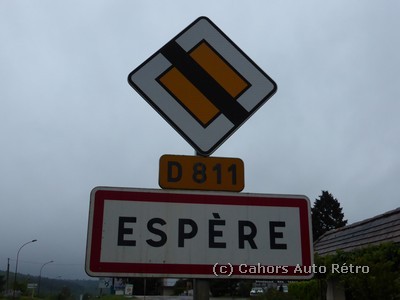 D 811
ESPÈRE
(c) Cahors Auto Rétro